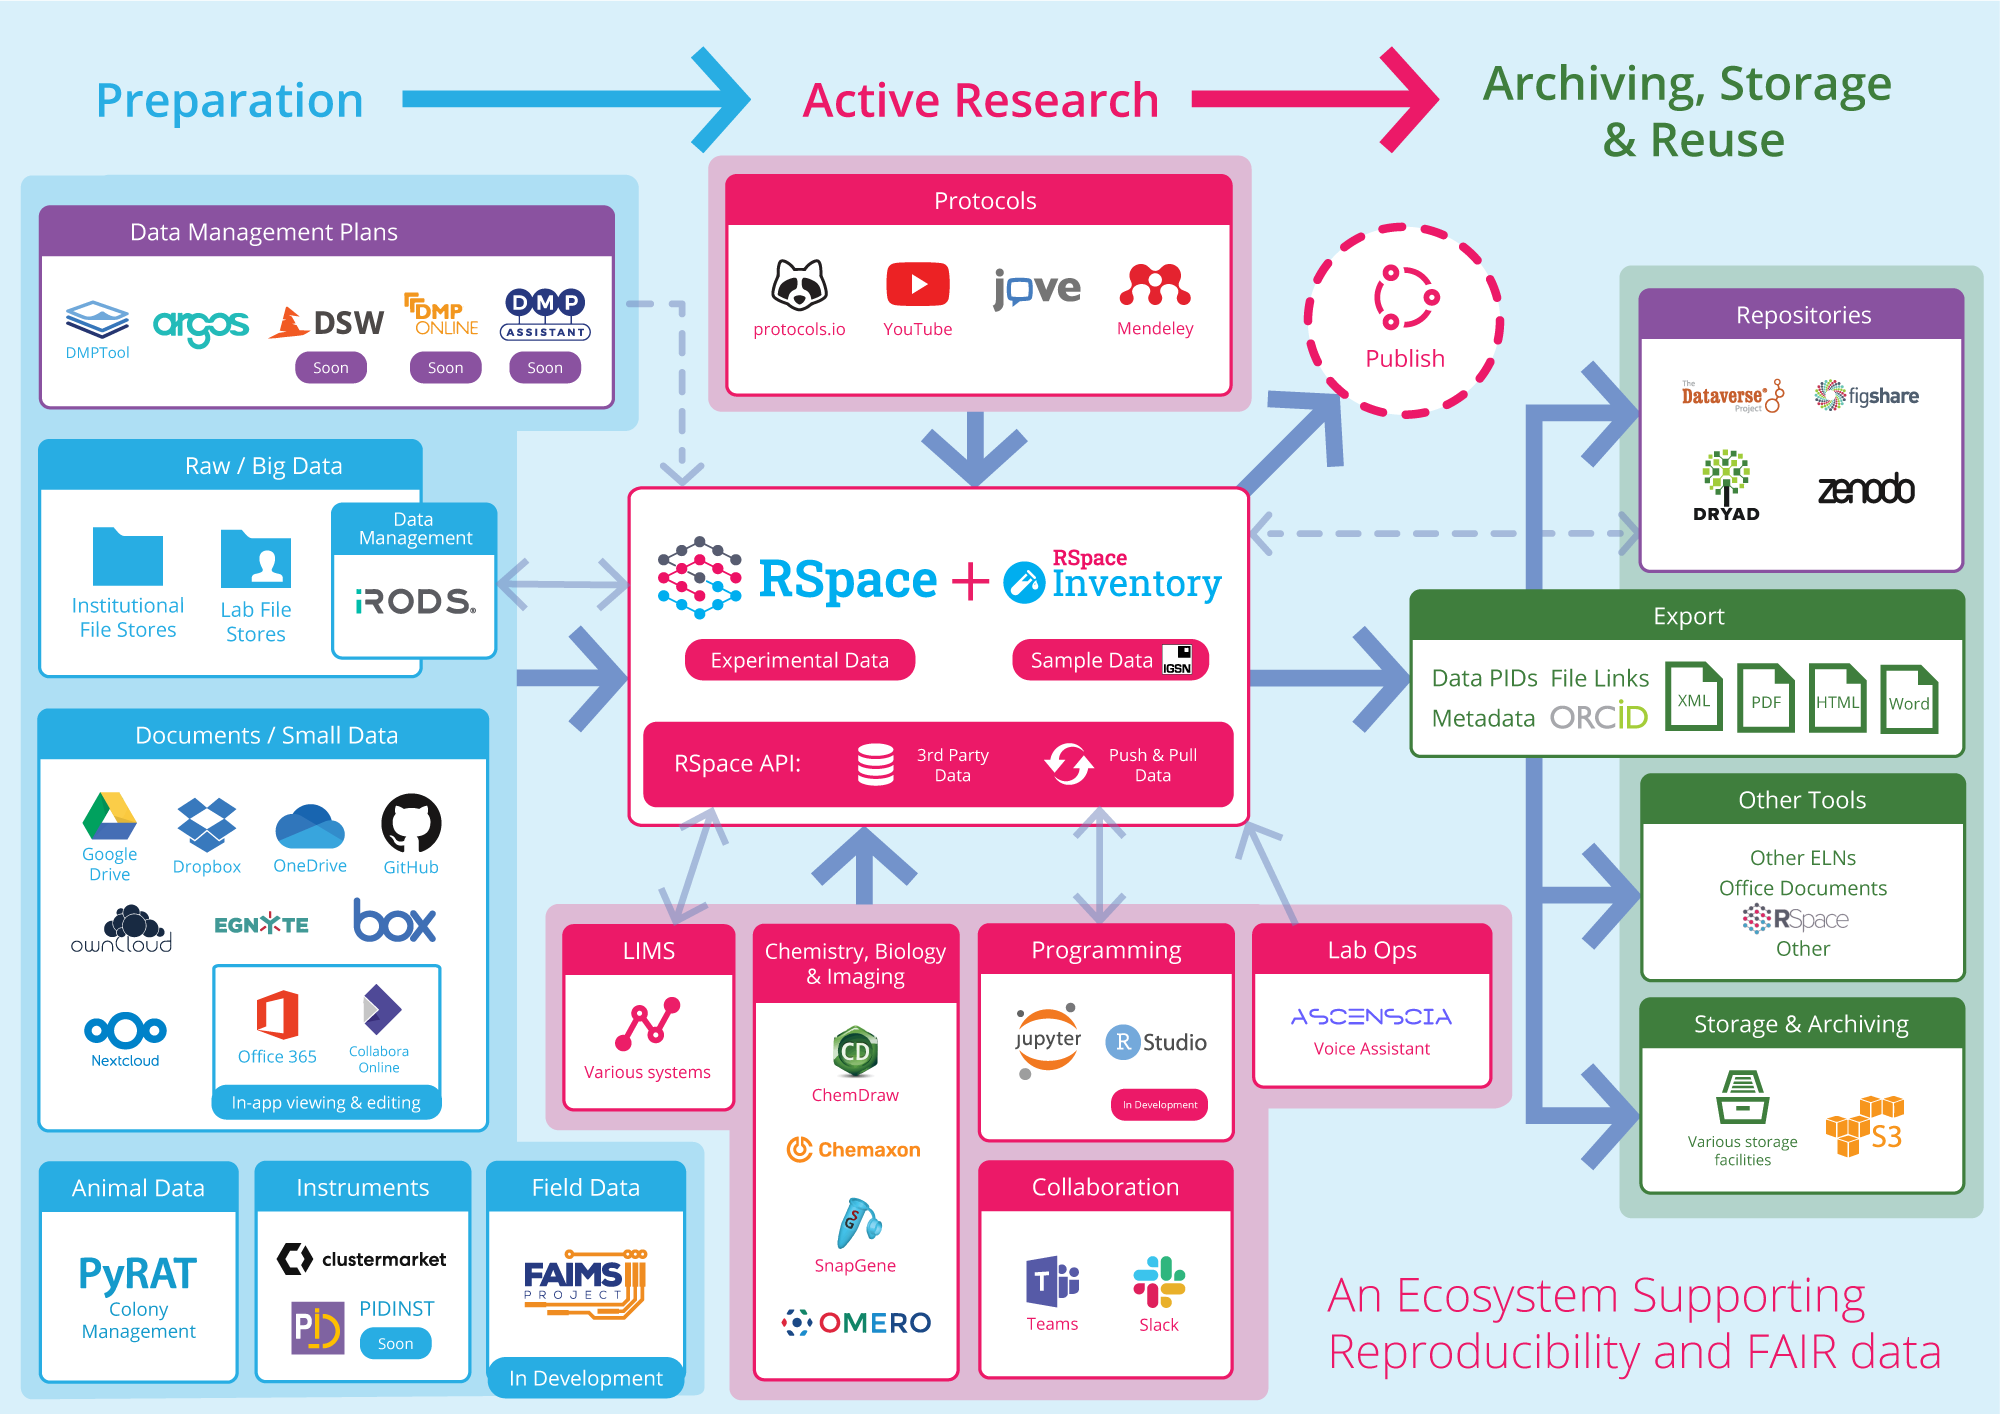 Preparation
Active Research
Archiving, Storage
& Reuse
Data Management Plans
DMPTool
argos
DSW
Soon
DMP
ONLINE
Soon
DMP
ASSISTANT
Soon
Raw / Big Data
Institutional
File Stores
Lab File
Stores
Data
Management
iRODS®
Documents / Small Data
Google
Drive
Dropbox
OneDrive
GitHub
ownCloud
EGNYTE
box
Nextcloud
Office 365
Collabora
Online
In-app viewing & editing
Animal Data
PyRAT
Colony
Management
Instruments
clustermarket
PID
PIDINST
Soon
Field Data
FAIMS
PROJECT
In Development
Protocols
protocols.io
YouTube
jove
Mendeley
Publish
RSpace + RSpace
Inventory
Experimental Data
Sample Data IGSN
RSpace API:
3rd Party
Data
Push & Pull
Data
LIMS
Various systems
Chemistry, Biology
& Imaging
CD
ChemDraw
Chemaxon
GS
SnapGene
OMERO
Programming
jupyter
R Studio
In Development
Collaboration
T
Teams
Slack
Lab Ops
ASCENSCIA
Voice Assistant
Repositories
The
Dataverse®
Project
figshare
DRYAD
zenodo
Export
Data PIDs File Links
Metadata ORCID
XML
PDF
HTML
Word
Other Tools
Other ELNs
Office Documents
RSpace
Other
Storage & Archiving
Various storage
facilities
S3
An Ecosystem Supporting
Reproducibility and FAIR data